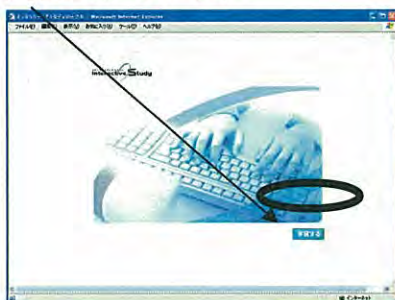 Microsoft Internet Explorer
ファイル(F) 編集(E) 表示(V) お気に入り(A) ツール(T) ヘルプ(H)
Interactive Study
学習する
インターネット